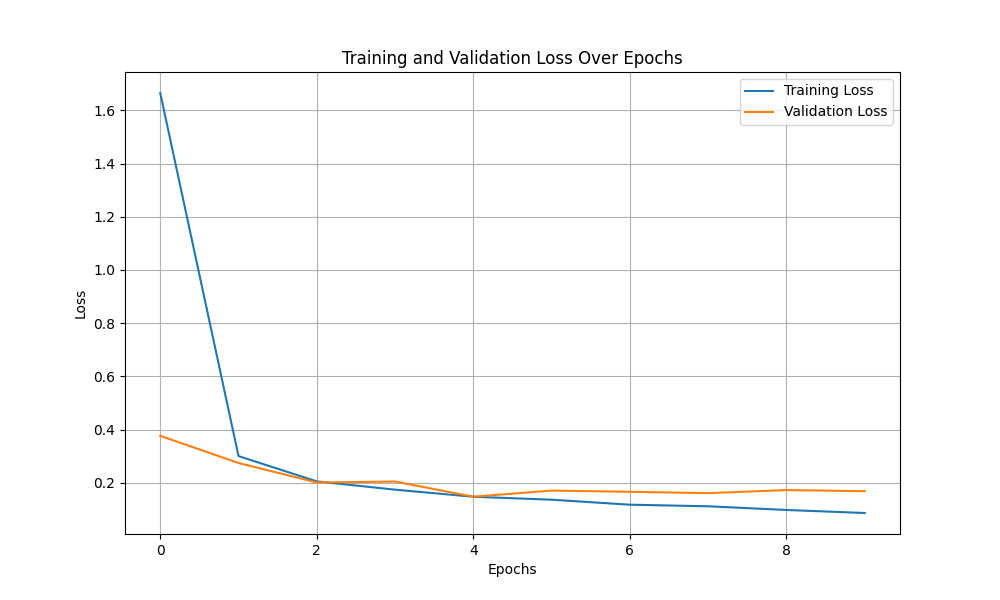 Training and Validation Loss Over Epochs
Training Loss
Validation Loss
Loss
1.6
1.4
1.2
1.0
0.8
0.6
0.4
0.2
0 2 4 6 8
Epochs